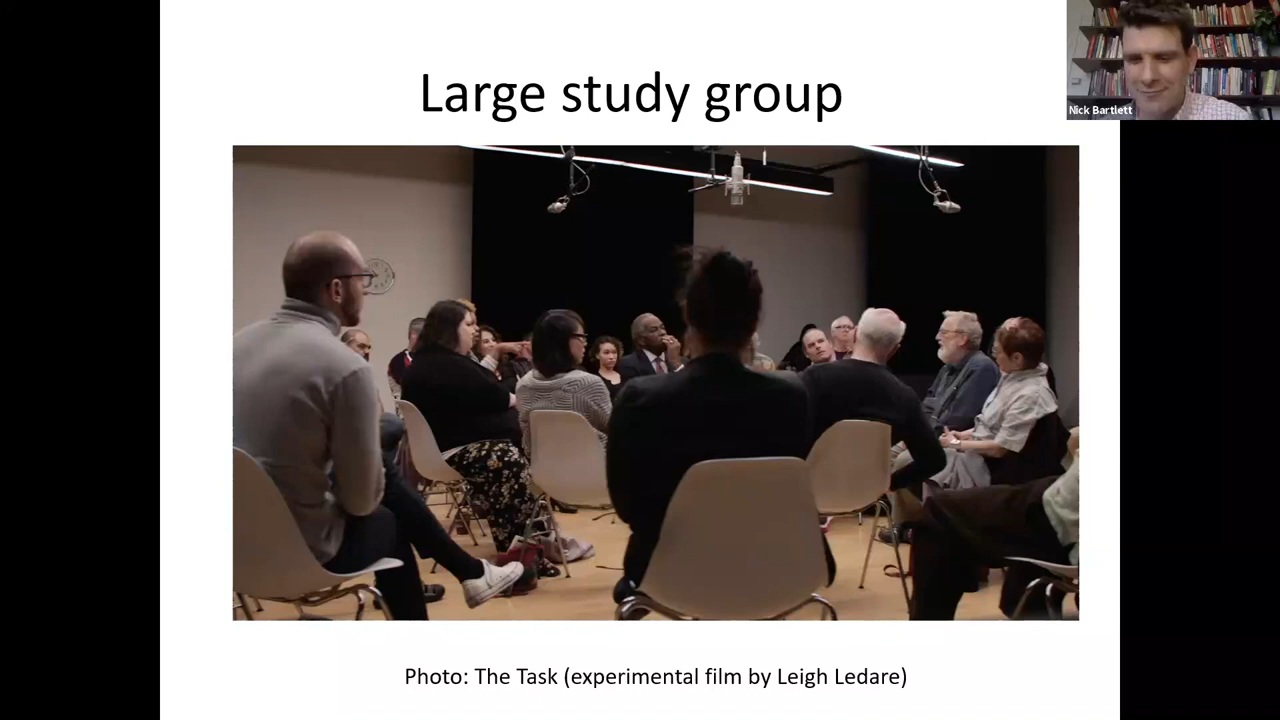 Large study group
Nick Bartlett
Photo: The Task (experimental film by Leigh Ledare)